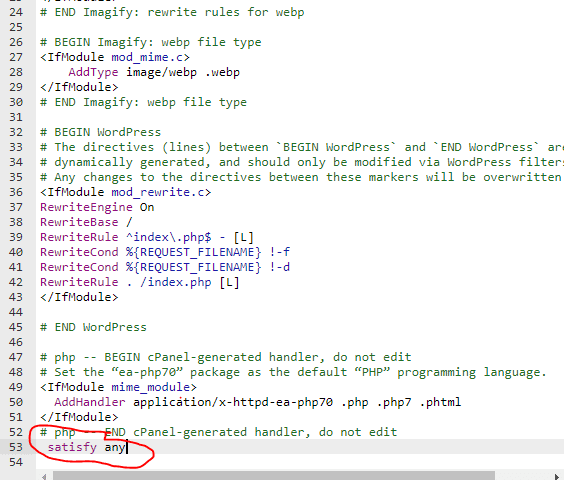 24 # END Imagify: rewrite rules for webp
25
26 # BEGIN Imagify: webp file type
27 <IfModule mod_mime.c>
28     AddType image/webp .webp
29 </IfModule>
30 # END Imagify: webp file type
31
32 # BEGIN WordPress
33 # The directives (lines) between `BEGIN WordPress` and `END WordPress` are
34 # dynamically generated, and should only be modified via WordPress filters
35 # Any changes to the directives between these markers will be overwritten
36 <IfModule mod_rewrite.c>
37 RewriteEngine On
38 RewriteBase /
39 RewriteRule ^index\.php$ - [L]
40 RewriteCond %{REQUEST_FILENAME} !-f
41 RewriteCond %{REQUEST_FILENAME} !-d
42 RewriteRule . /index.php [L]
43 </IfModule>
44
45 # END WordPress
46
47 # php -- BEGIN cPanel-generated handler, do not edit
48 # Set the “ea-php70” package as the default “PHP” programming language.
49 <IfModule mime_module>
50   AddHandler application/x-httpd-ea-php70 .php .php7 .phtml
51 </IfModule>
52 # php -- END cPanel-generated handler, do not edit
53  satisfy any
54